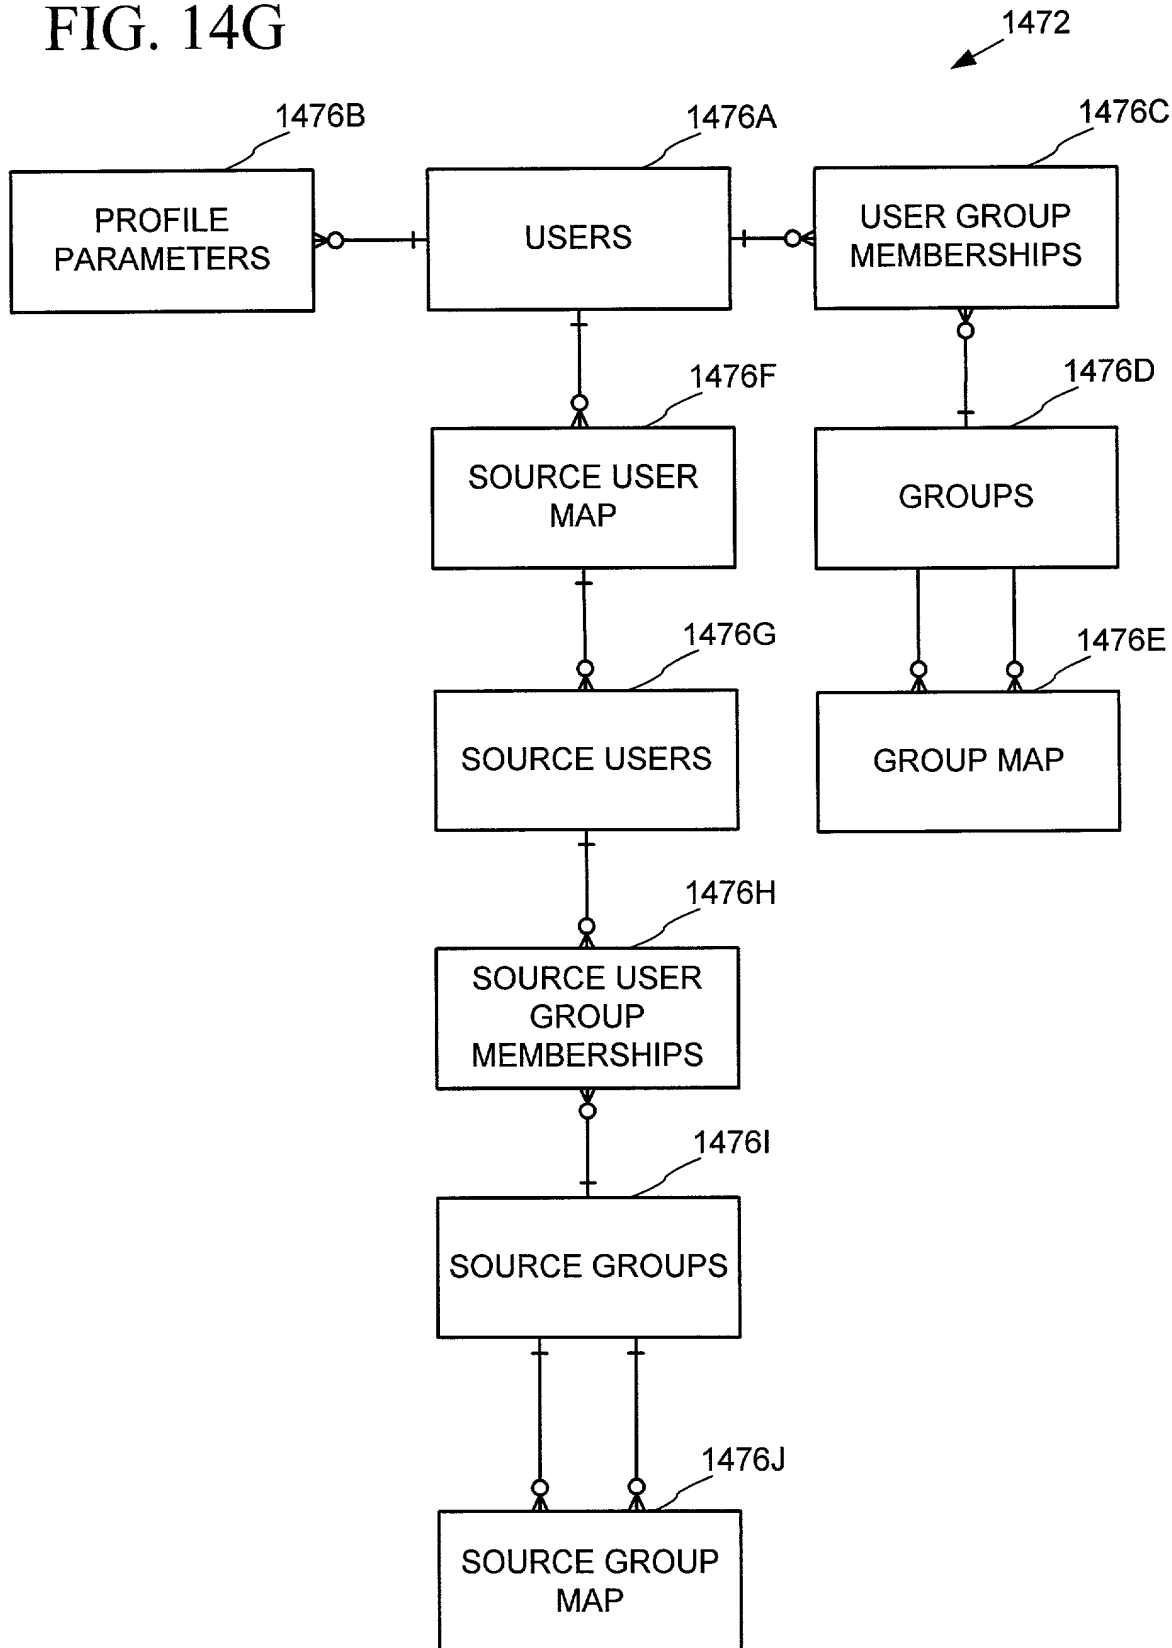 FIG. 14G
1472
1476B
1476A
1476C
PROFILE
PARAMETERS
USERS
USER GROUP
MEMBERSHIPS
1476F
1476D
SOURCE USER
MAP
GROUPS
1476G
1476E
SOURCE USERS
GROUP MAP
1476H
SOURCE USER
GROUP
MEMBERSHIPS
1476I
SOURCE GROUPS
1476J
SOURCE GROUP
MAP